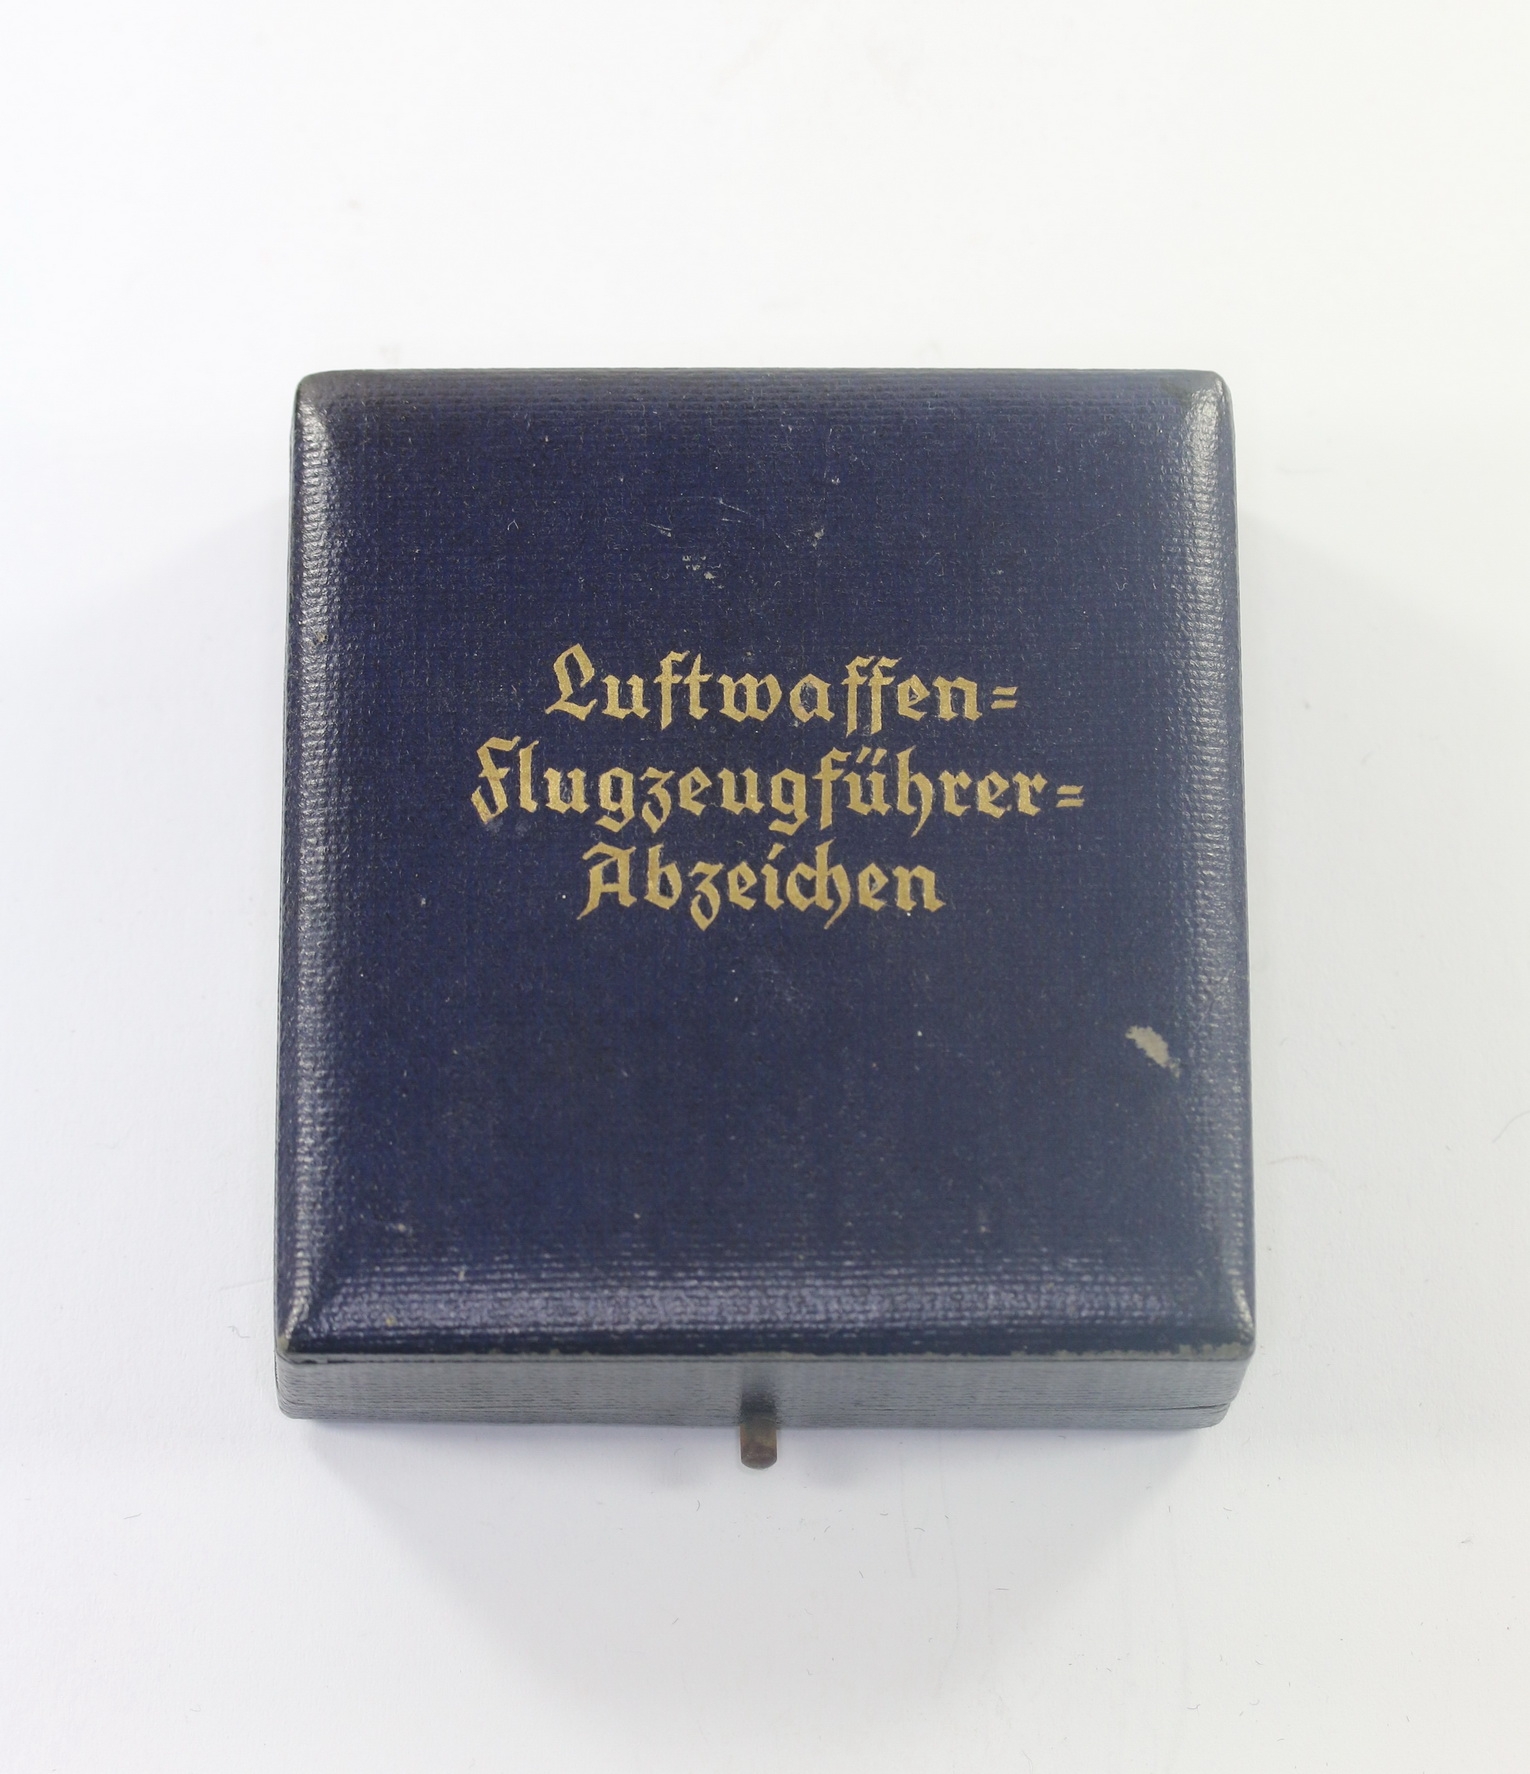 Luftwaffen=
Flugzeugführer=
Abzeichen